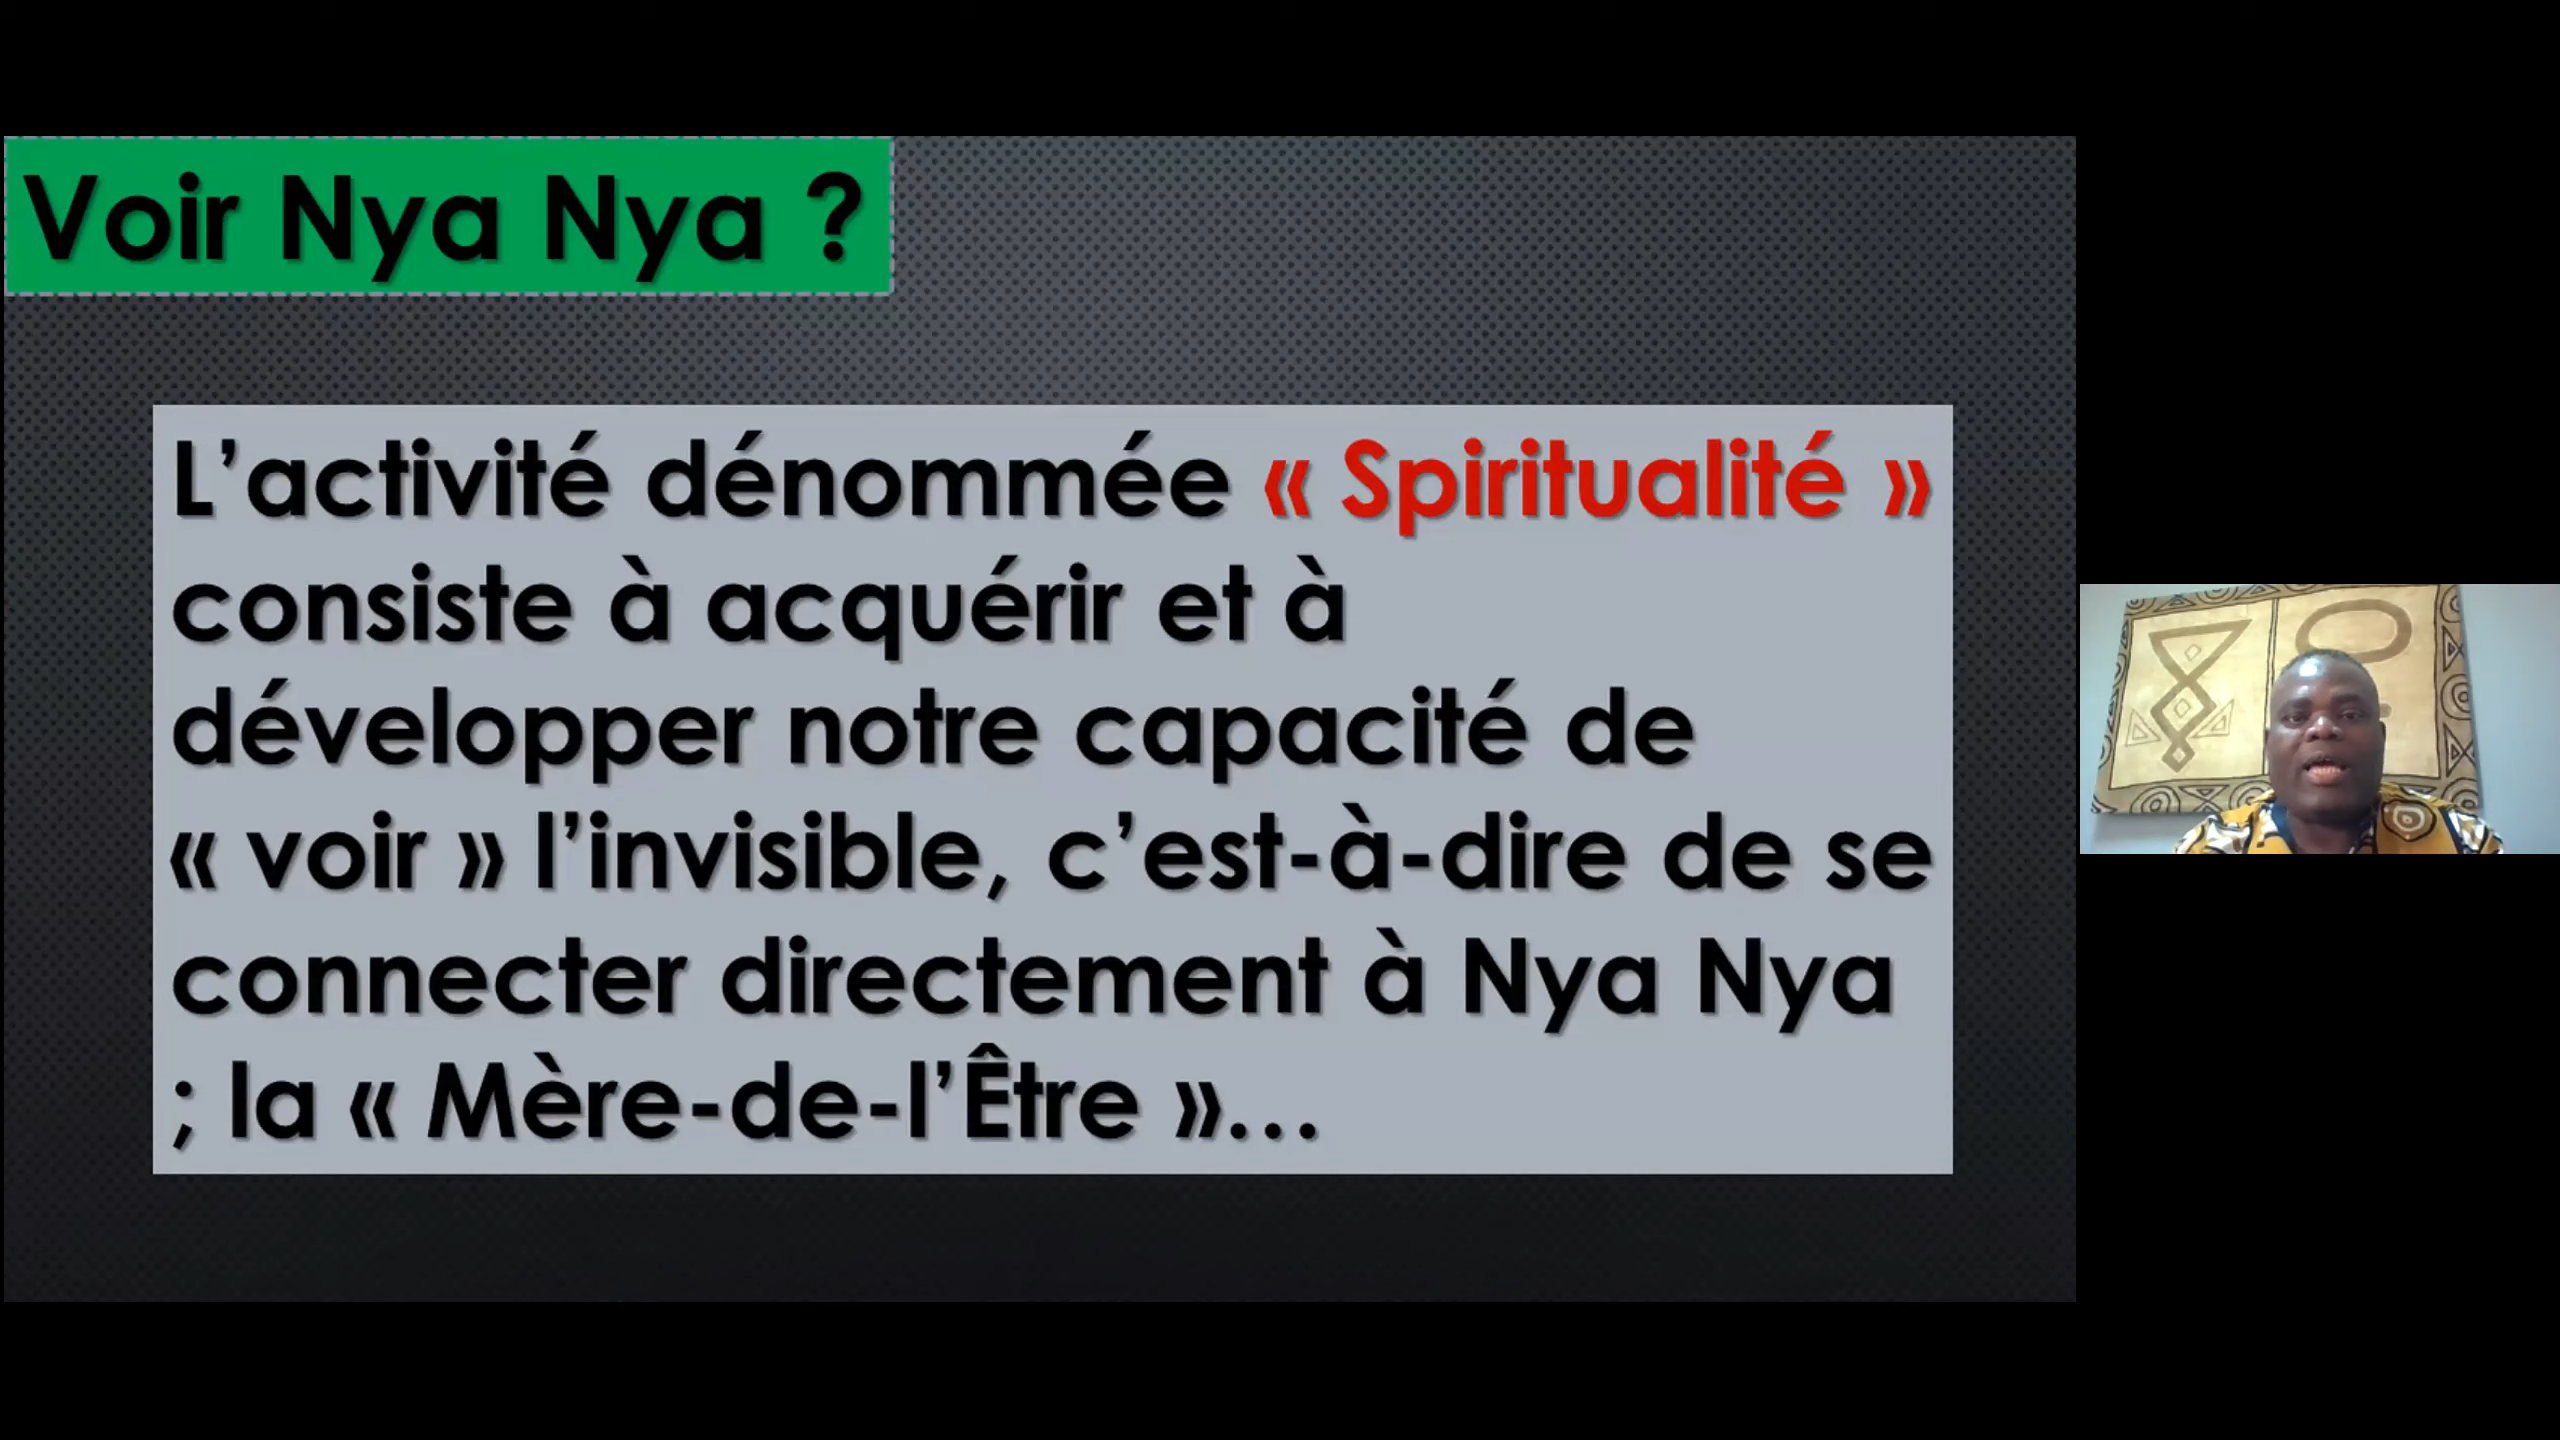 Voir Nya Nya ?
L’activité dénommée « Spiritualité »
consiste à acquérir et à
développer notre capacité de
« voir » l’invisible, c’est-à-dire de se
connecter directement à Nya Nya
; la « Mère-de-l’Être »…